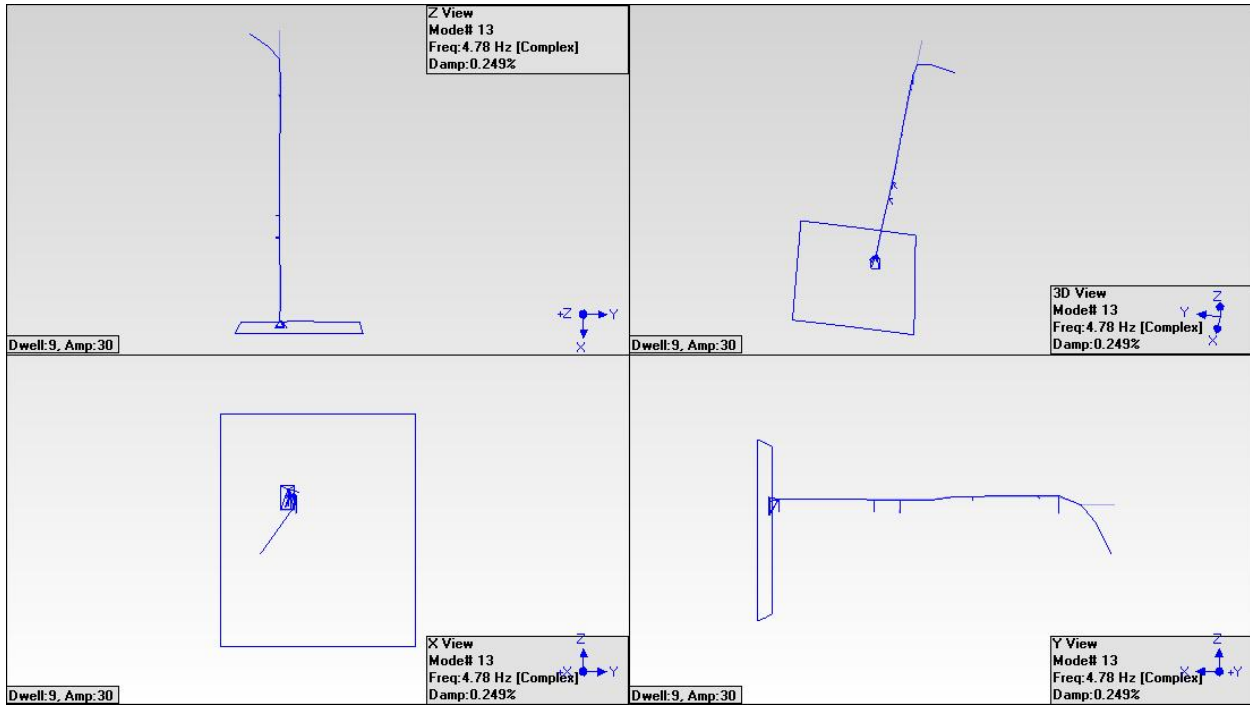 Z View
Mode# 13
Freq:4.78 Hz [Complex]
Damp:0.249%
+Z Y
X
Dwell:9, Amp:30
3D View
Mode# 13
Freq:4.78 Hz [Complex]
Damp:0.249%
Z
Y
X
Dwell:9, Amp:30
X View
Mode# 13
Freq:4.78 Hz [Complex]
Damp:0.249%
Z
+X Y
Dwell:9, Amp:30
Y View
Mode# 13
Freq:4.78 Hz [Complex]
Damp:0.249%
Z
X +Y
Dwell:9, Amp:30